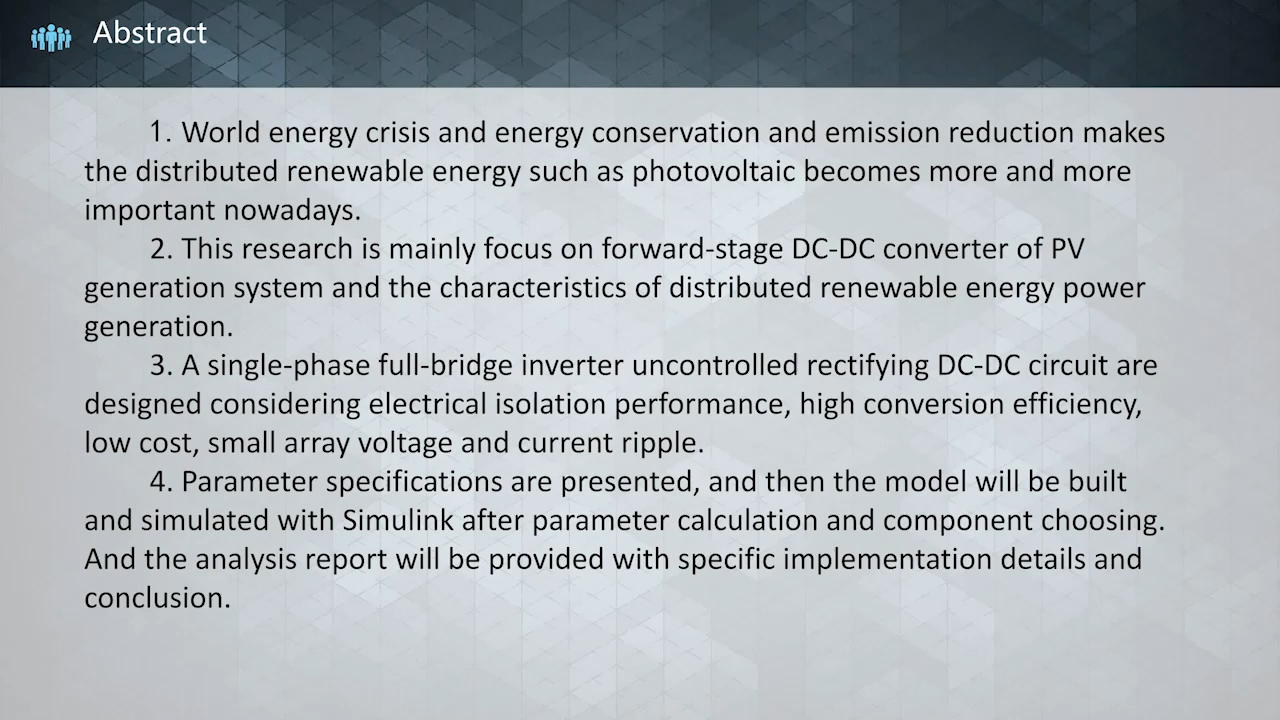 Abstract
1. World energy crisis and energy conservation and emission reduction makes
the distributed renewable energy such as photovoltaic becomes more and more
important nowadays.
2. This research is mainly focus on forward-stage DC-DC converter of PV
generation system and the characteristics of distributed renewable energy power
generation.
3. A single-phase full-bridge inverter uncontrolled rectifying DC-DC circuit are
designed considering electrical isolation performance, high conversion efficiency,
low cost, small array voltage and current ripple.
4. Parameter specifications are presented, and then the model will be built
and simulated with Simulink after parameter calculation and component choosing.
And the analysis report will be provided with specific implementation details and
conclusion.